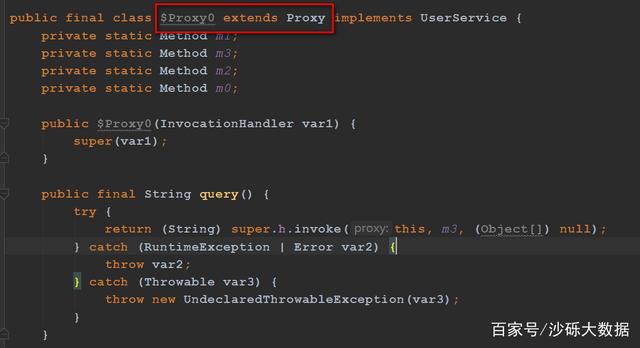 public final class $Proxy0 extends Proxy implements UserService {
    private static Method m1;
    private static Method m3;
    private static Method m2;
    private static Method m0;

    public $Proxy0(InvocationHandler var1) {
        super(var1);
    }

    public final String query() {
        try {
            return (String) super.h.invoke( proxy: this, m3, (Object[]) null);
        } catch (RuntimeException | Error var2) {
            throw var2;
        } catch (Throwable var3) {
            throw new UndeclaredThrowableException(var3);
        }
    }
百家号/沙砾大数据